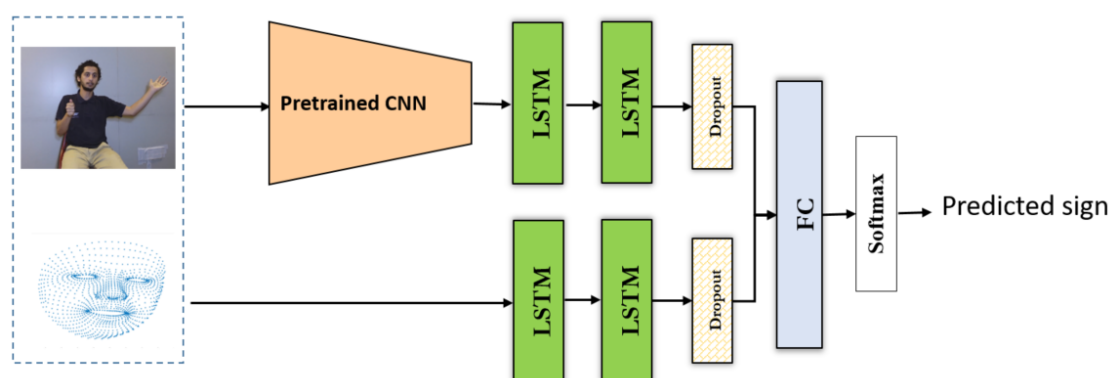 Pretrained CNN
LSTM
LSTM
Dropout
LSTM
LSTM
Dropout
FC
Softmax
Predicted sign